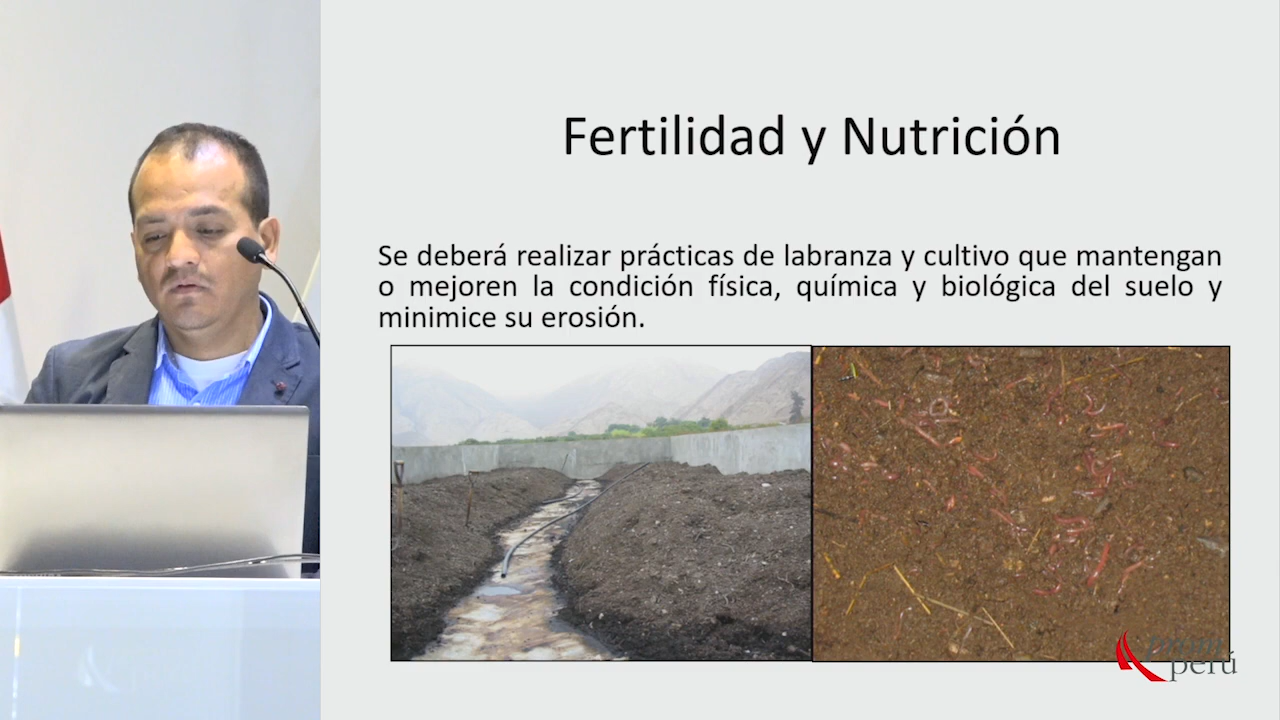 Fertilidad y Nutrición
Se deberá realizar prácticas de labranza y cultivo que mantengan
o mejoren la condición física, química y biológica del suelo y
minimice su erosión.
prom
perú